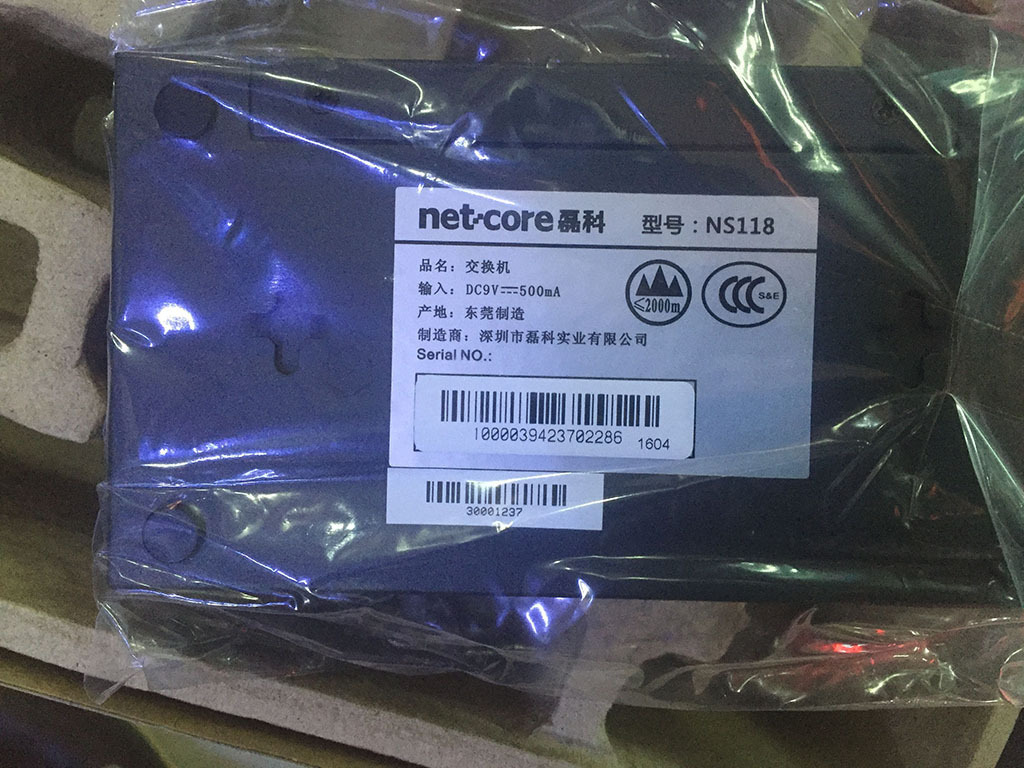 net-core磊科 型号：NS118
品名：交换机
输入：DC9V⎓500mA
产地：东莞制造
制造商：深圳市磊科实业有限公司
Serial NO.:
≤2000m
CCC S&E
1000039423702286 1604
30001237